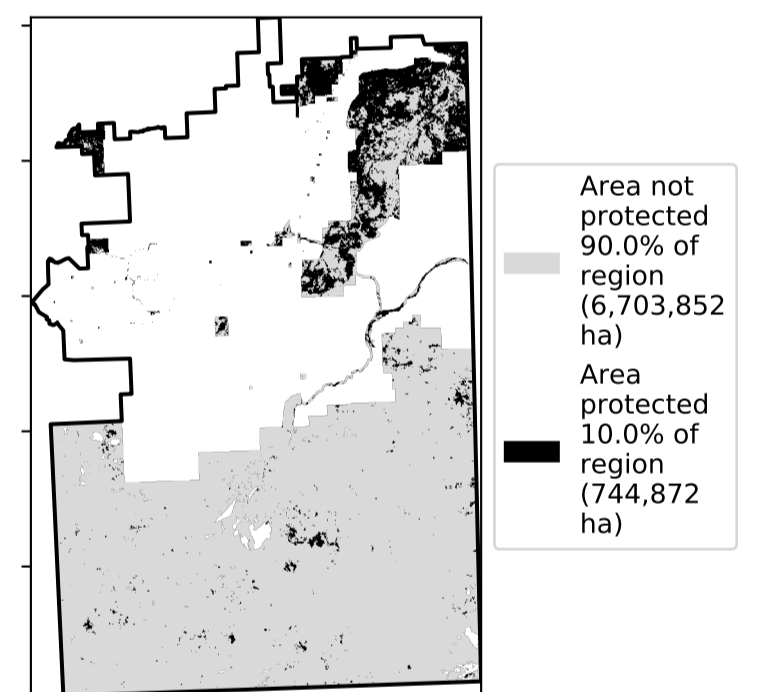 Area not
protected
90.0% of
region
(6,703,852
ha)
Area
protected
10.0% of
region
(744,872
ha)